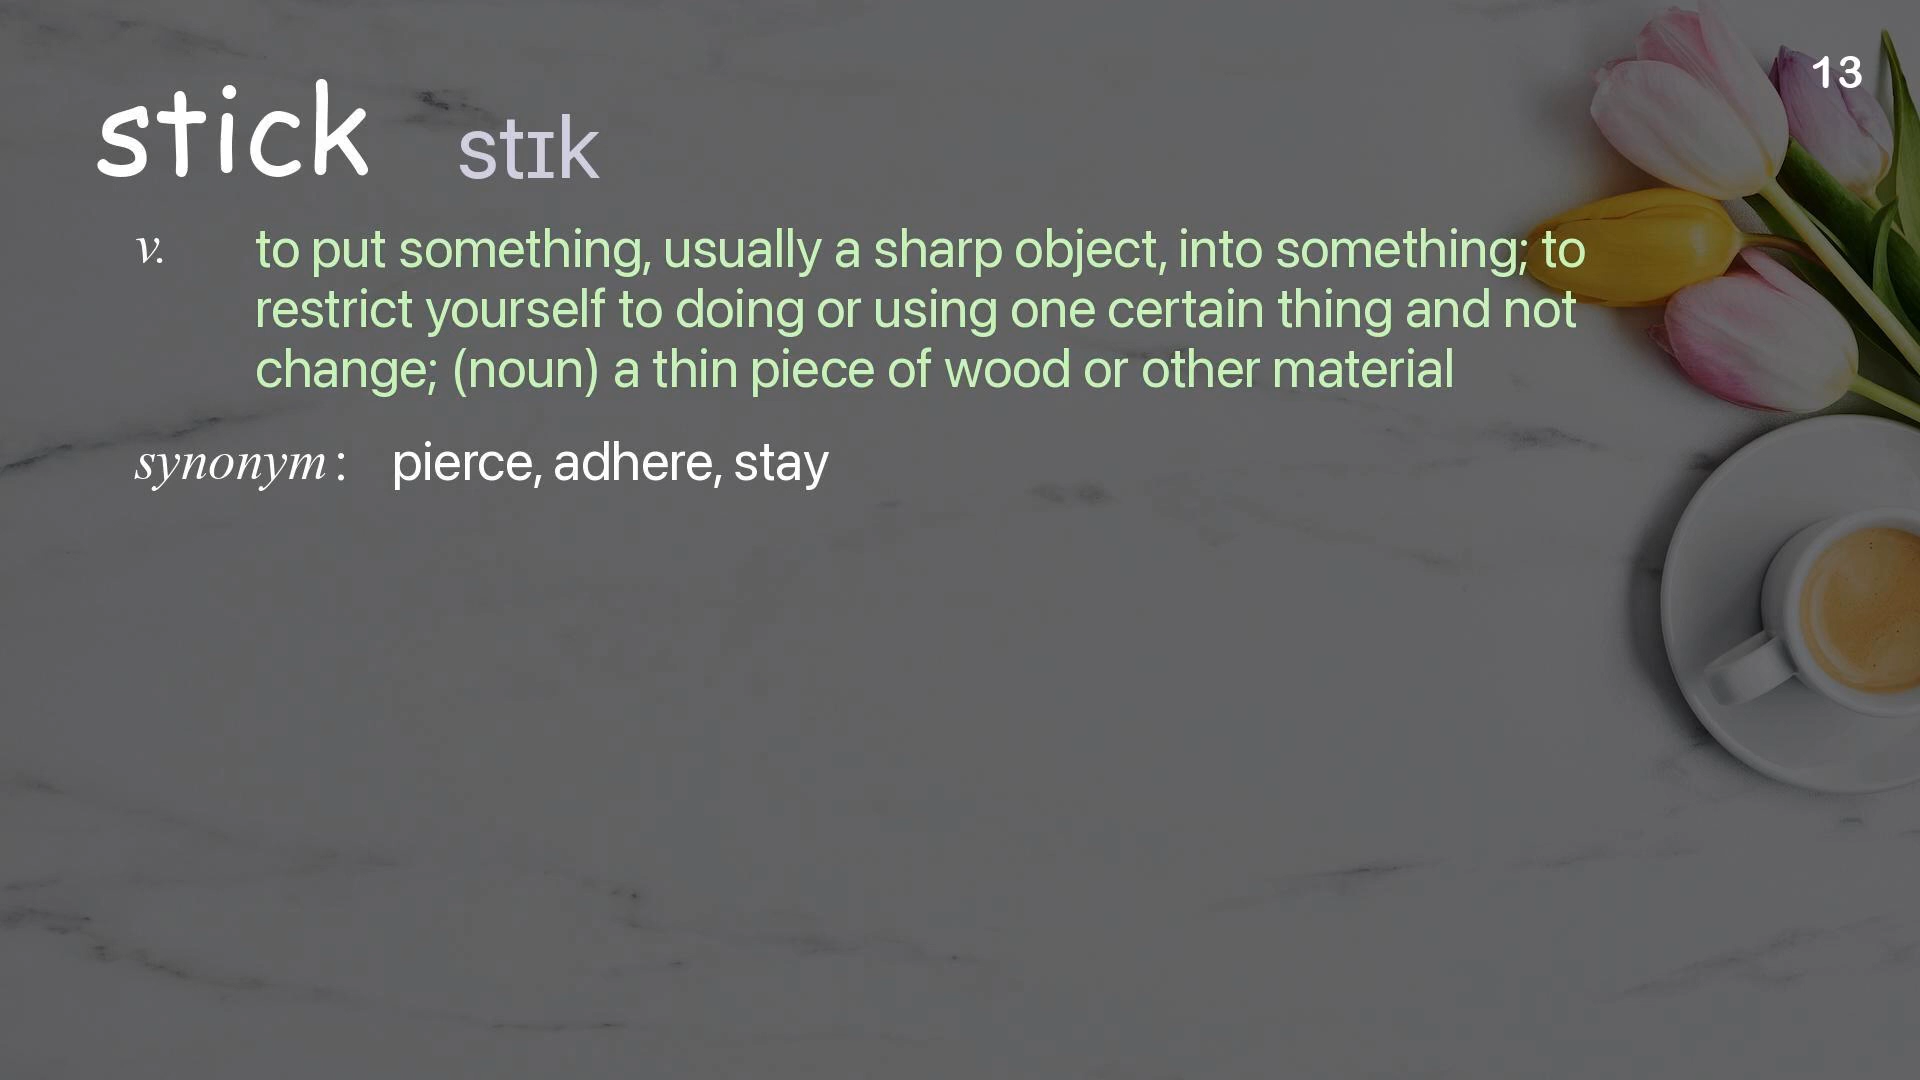 13
stick stɪk
v. to put something, usually a sharp object, into something; to
restrict yourself to doing or using one certain thing and not
change; (noun) a thin piece of wood or other material
synonym: pierce, adhere, stay